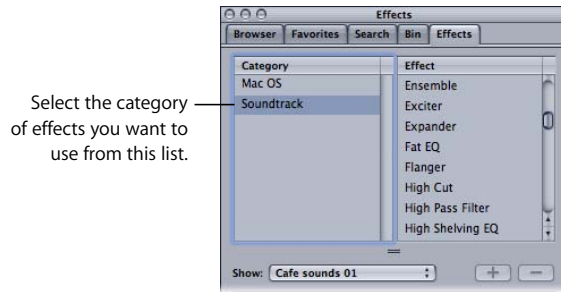 Effects
Browser Favorites Search Bin Effects
Category Effect
Mac OS Ensemble
Soundtrack Exciter
Expander
Fat EQ
Flanger
High Cut
High Pass Filter
High Shelving EQ
Show: Cafe sounds 01 + −
Select the category
of effects you want to
use from this list.